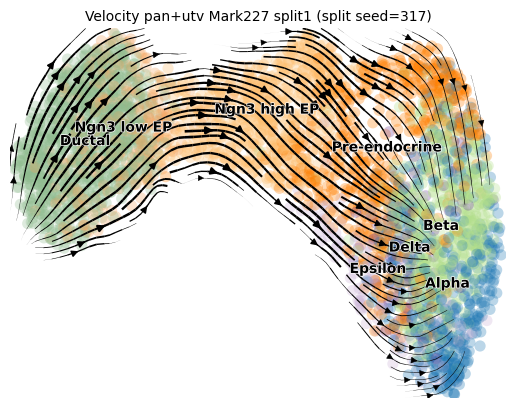 Velocity pan+utv Mark227 split1 (split seed=317)
Ngn3 high EP
Ngn3 low EP
Ductal
Pre-endocrine
Beta
Delta
Epsilon
Alpha